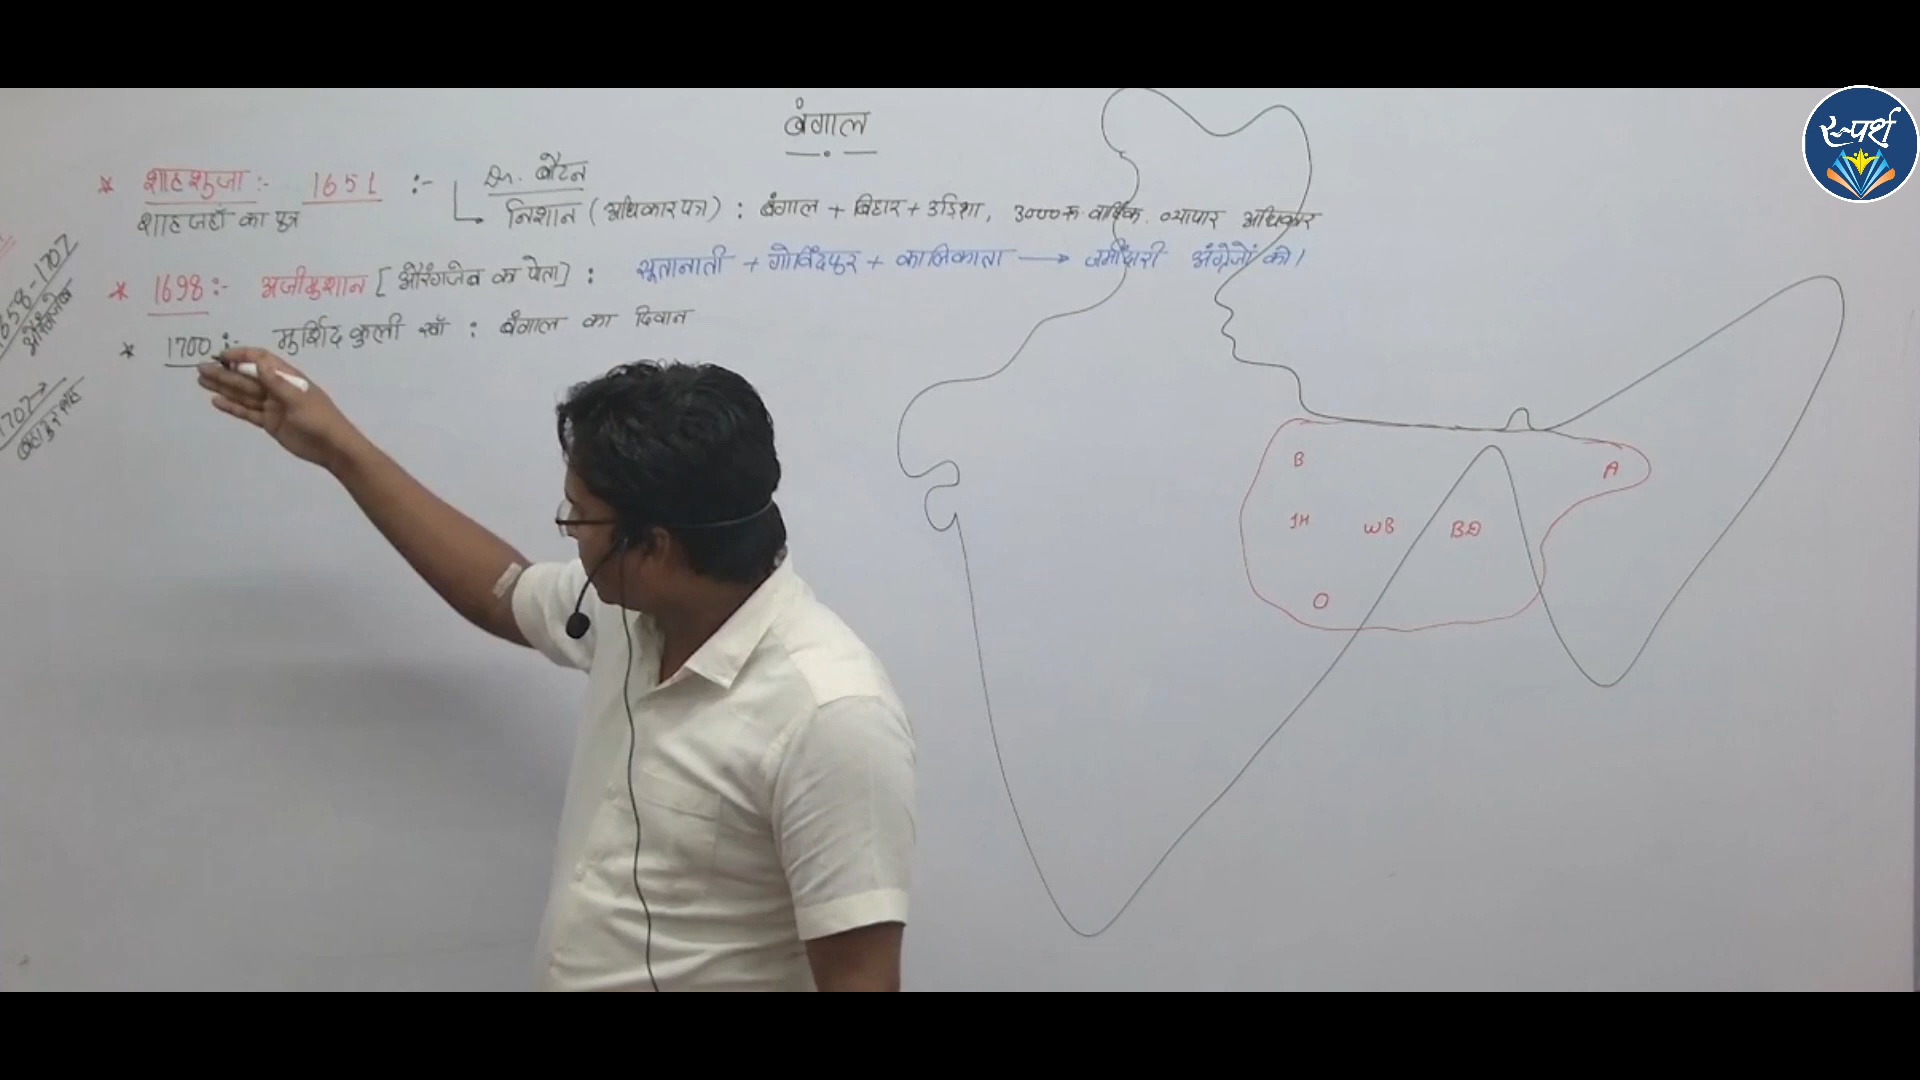 बंगाल
* शाहशुजा :- 1651 :- Dr. बौटन
शाहजहाँ का पुत्र
निशान (अधिकारपत्र) : बंगाल + बिहार + उड़िशा, 3000रु वार्षिक, व्यापार अधिकार
* 1698 :- अजीमुशान [औरंगजेब का पोता] : सूतानाती + गोविंदपुर + कालिकाता → जमींदारी अंग्रेजों को।
* 1700 :- मुर्शिद कुली खाँ : बंगाल का दिवान
1658-1707
औरंगजेब
1707→
बहादुर शाह
B
A
JH
WB
BD
O
स्पर्श